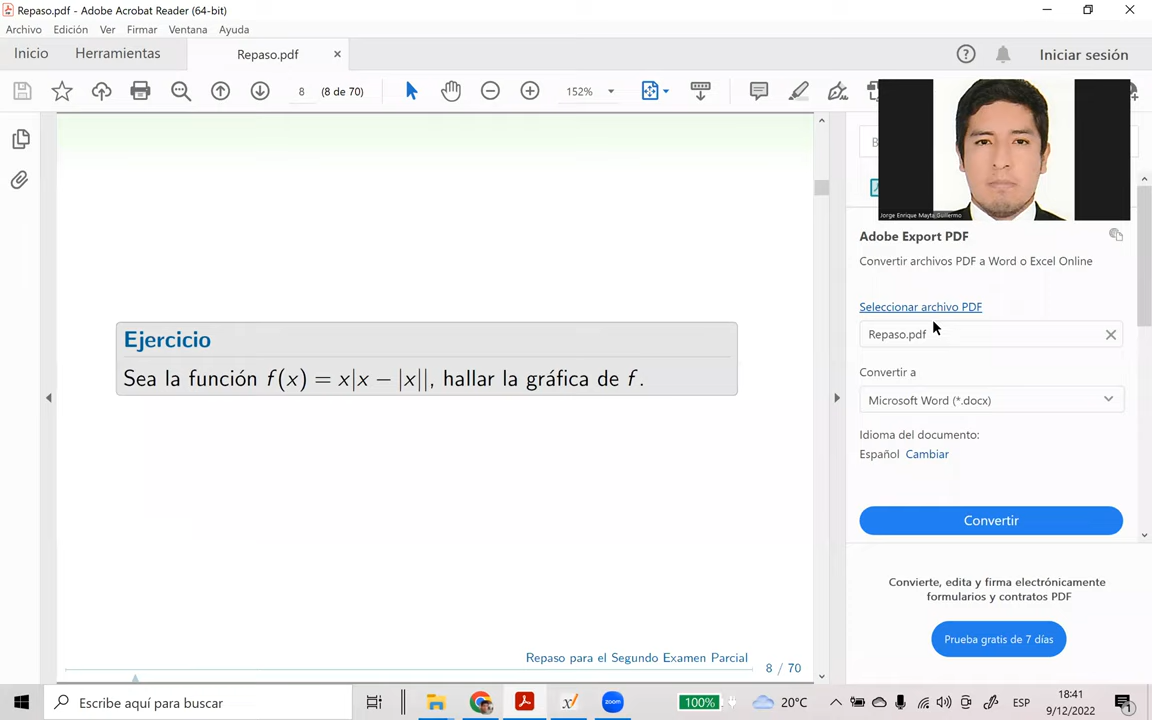 Repaso.pdf - Adobe Acrobat Reader (64-bit)
Archivo Edición Ver Firmar Ventana Ayuda
Inicio Herramientas Repaso.pdf × Iniciar sesión
8 (8 de 70) 152%
Jorge Enrique Mayta Guillermo
Adobe Export PDF
Convertir archivos PDF a Word o Excel Online
Seleccionar archivo PDF
Repaso.pdf
Convertir a
Microsoft Word (*.docx)
Idioma del documento:
Español Cambiar
Convertir
Convierte, edita y firma electrónicamente
formularios y contratos PDF
Prueba gratis de 7 días
Ejercicio
Sea la función f(x) = x|x − |x||, hallar la gráfica de f.
Repaso para el Segundo Examen Parcial 8 / 70
Escribe aquí para buscar
zoom
100% 20°C ESP
18:41
9/12/2022
1